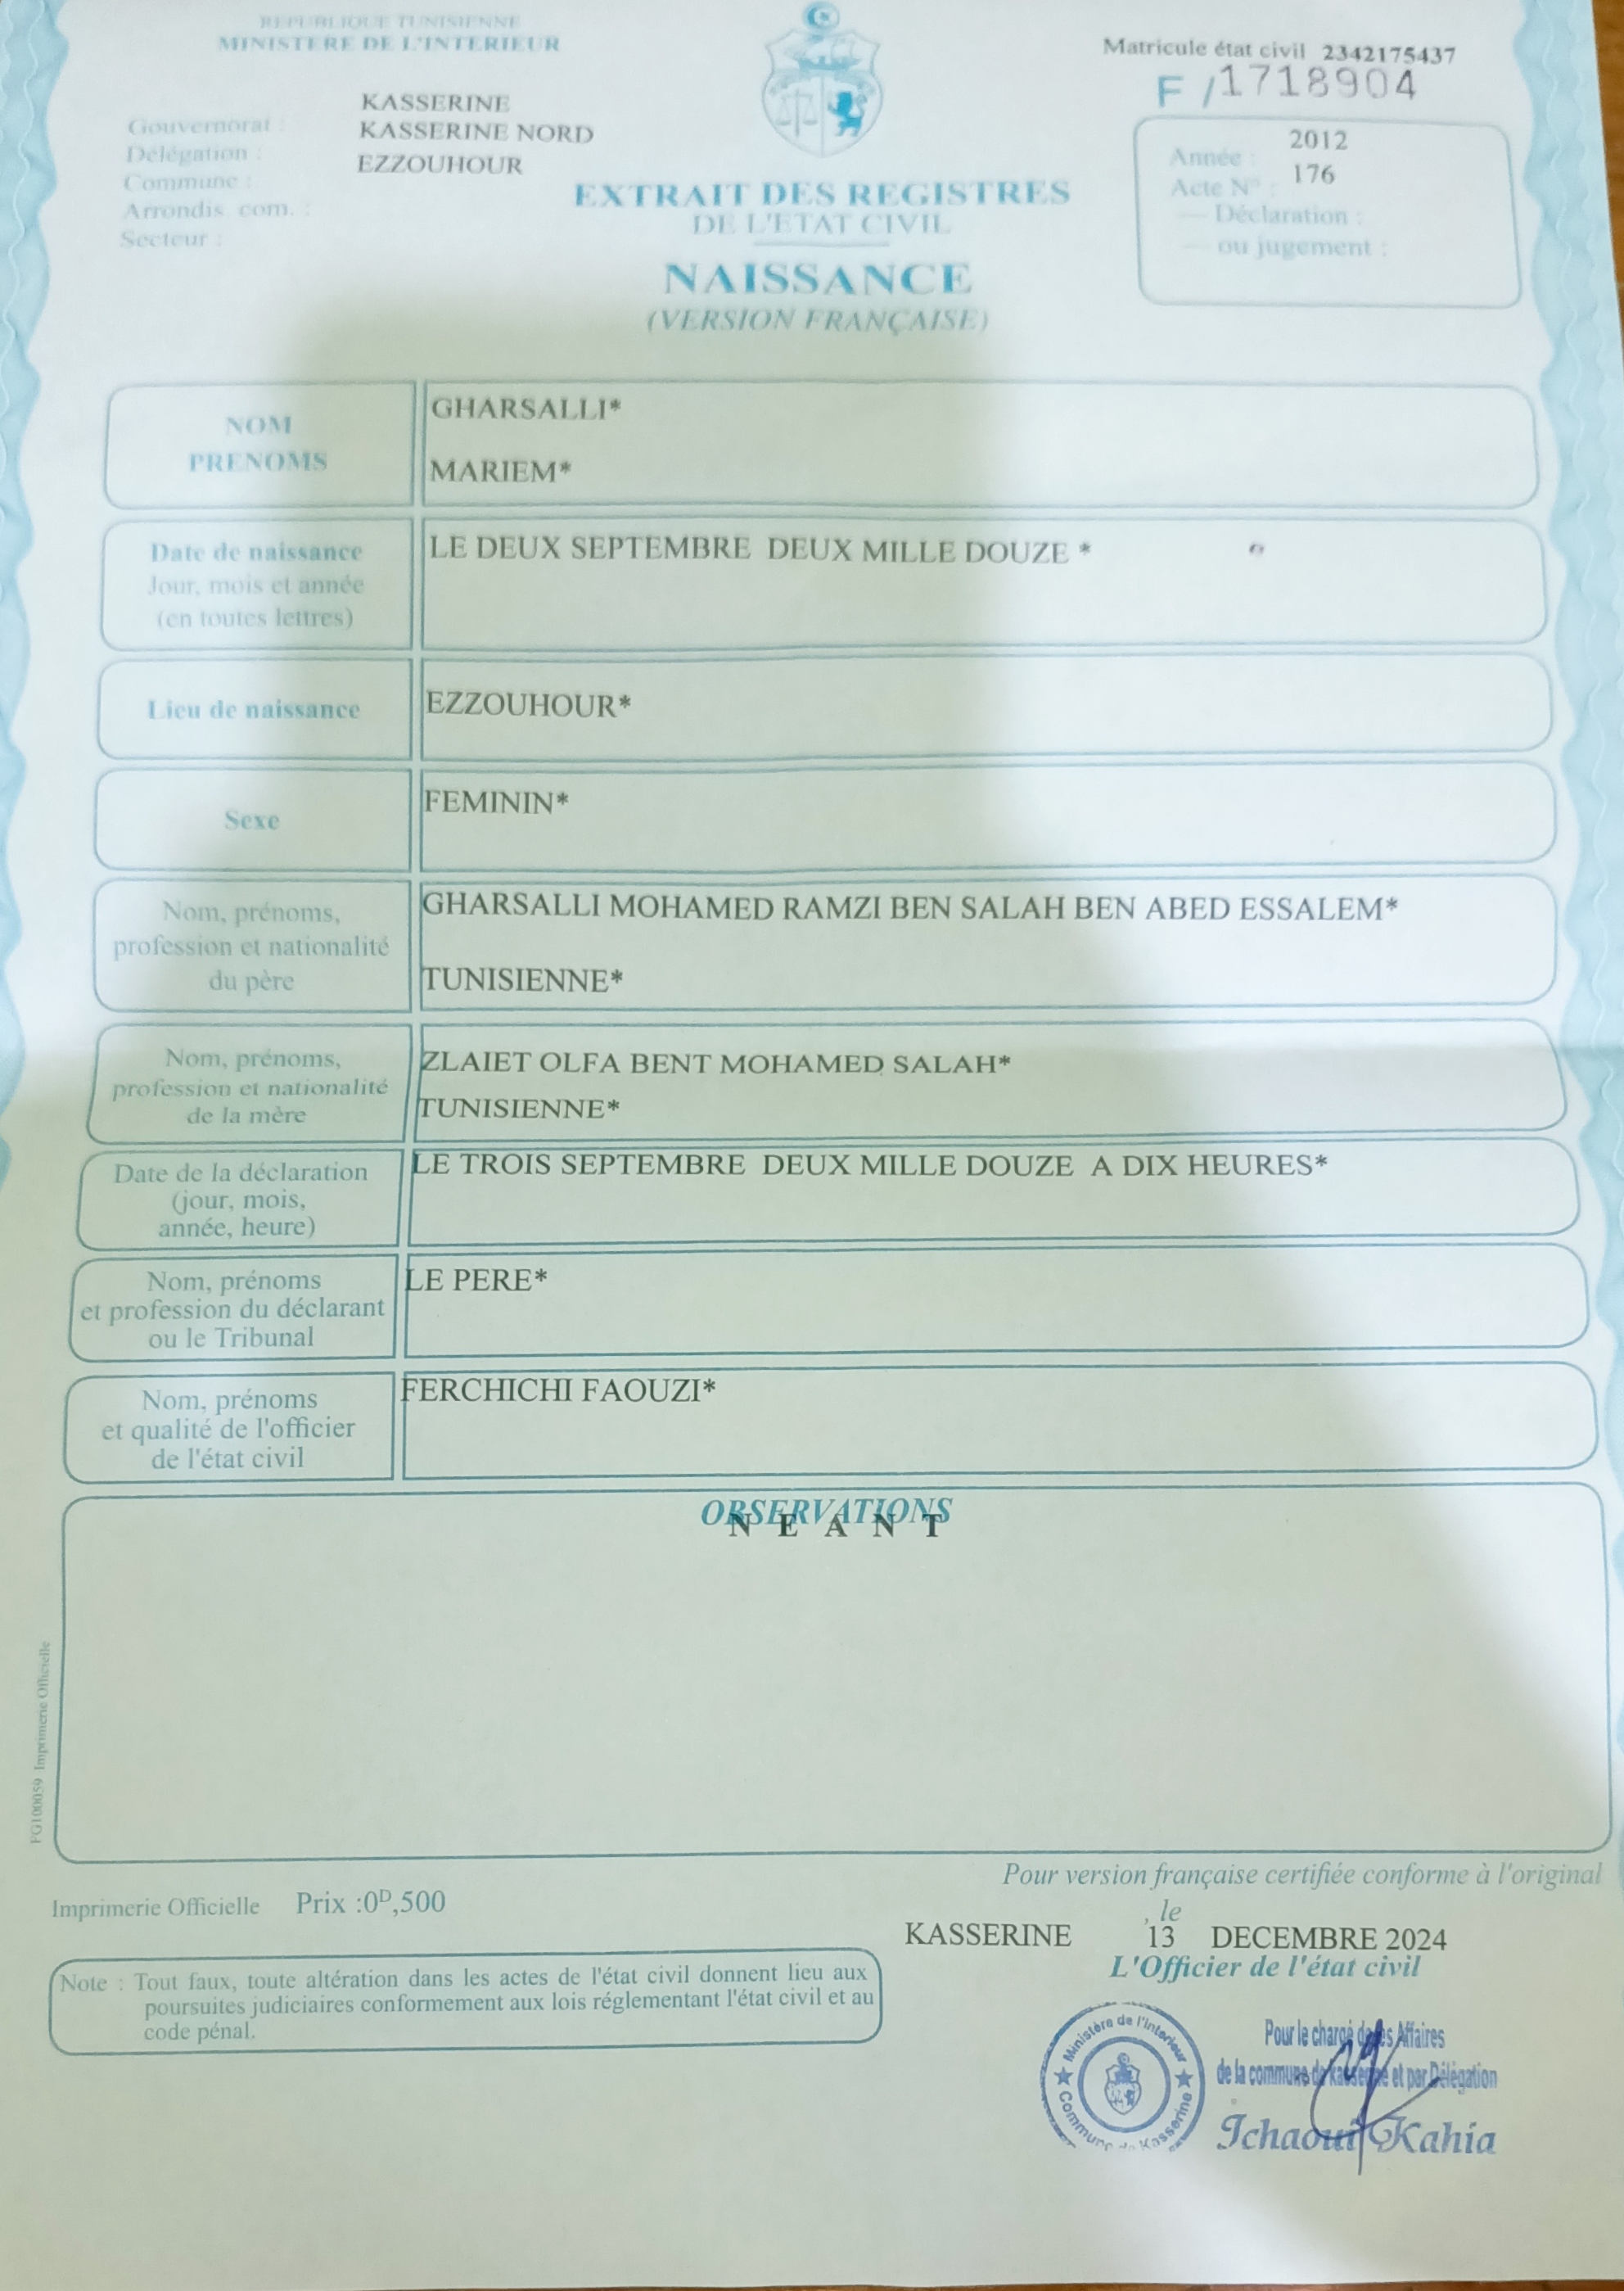 REPUBLIQUE TUNISIENNE
MINISTERE DE L'INTERIEUR
Matricule état civil 2342175437
F /1718904
Gouvernorat : KASSERINE
Délégation : KASSERINE NORD
Commune : EZZOUHOUR
Arrondis. com. :
Secteur :
Année : 2012
Acte N° : 176
— Déclaration :
— ou jugement :
EXTRAIT DES REGISTRES
DE L'ETAT CIVIL
NAISSANCE
(VERSION FRANÇAISE)
NOM
PRENOMS
GHARSALLI*
MARIEM*
Date de naissance
Jour, mois et année
(en toutes lettres)
LE DEUX SEPTEMBRE DEUX MILLE DOUZE *
Lieu de naissance
EZZOUHOUR*
Sexe
FEMININ*
Nom, prénoms,
profession et nationalité
du père
GHARSALLI MOHAMED RAMZI BEN SALAH BEN ABED ESSALEM*
TUNISIENNE*
Nom, prénoms,
profession et nationalité
de la mère
ZLAIET OLFA BENT MOHAMED SALAH*
TUNISIENNE*
Date de la déclaration
(jour, mois,
année, heure)
LE TROIS SEPTEMBRE DEUX MILLE DOUZE A DIX HEURES*
Nom, prénoms
et profession du déclarant
ou le Tribunal
LE PERE*
Nom, prénoms
et qualité de l'officier
de l'état civil
FERCHICHI FAOUZI*
OBSERVATIONS
N E A N T
FG100059 Imprimerie Officielle
Pour version française certifiée conforme à l'original
Imprimerie Officielle Prix :0ᴰ,500
KASSERINE , le 13 DECEMBRE 2024
L'Officier de l'état civil
Note : Tout faux, toute altération dans les actes de l'état civil donnent lieu aux
poursuites judiciaires conformement aux lois réglementant l'état civil et au
code pénal.
Ministère de l'Interieur
Commune de Kasserine
Pour le chargé des Affaires
de la commune de kasserine et par Délégation
Ichaoui Kahia